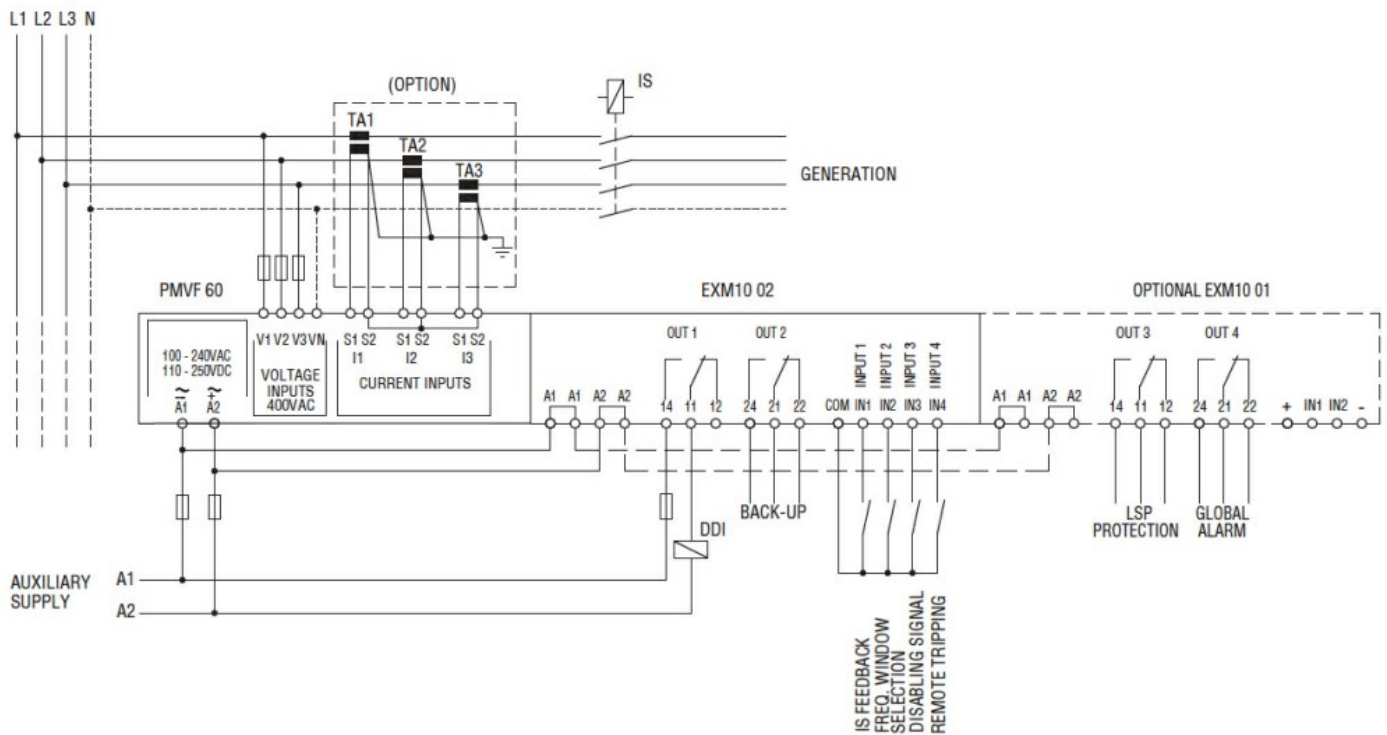 L1 L2 L3 N
(OPTION)
IS
TA1
TA2
TA3
GENERATION
PMVF 60
EXM10 02
OPTIONAL EXM10 01
100 - 240VAC
110 - 250VDC
~ ~
- +
A1 A2
V1 V2 V3 VN
VOLTAGE
INPUTS
400VAC
S1 S2 S1 S2 S1 S2
I1 I2 I3
CURRENT INPUTS
OUT 1
OUT 2
INPUT 1
INPUT 2
INPUT 3
INPUT 4
OUT 3
OUT 4
A1 A1 A2 A2
14 11 12
24 21 22
COM IN1 IN2 IN3 IN4
A1 A1 A2 A2
14 11 12
24 21 22
+ IN1 IN2 -
BACK-UP
LSP
PROTECTION
GLOBAL
ALARM
DDI
AUXILIARY
SUPPLY
A1
A2
IS FEEDBACK
FREQ. WINDOW
SELECTION
DISABLING SIGNAL
REMOTE TRIPPING